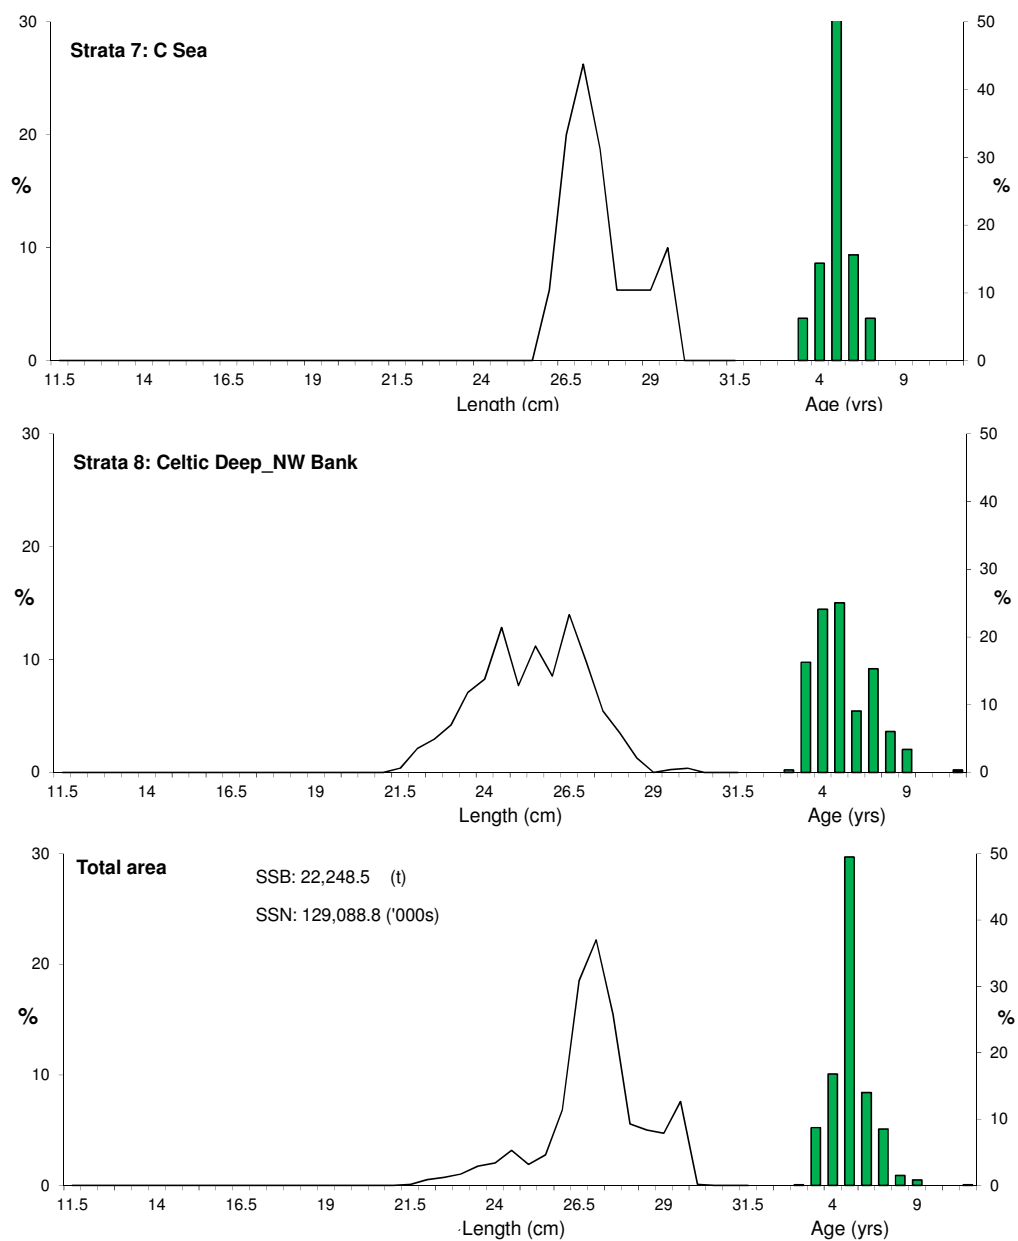 30 50
Strata 7: C Sea
40
20
30
% %
20
10
10
0 0
11.5 14 16.5 19 21.5 24 26.5 29 31.5 4 9
Length (cm) Age (yrs)
30 50
Strata 8: Celtic Deep_NW Bank
40
20
30
% %
20
10
10
0 0
11.5 14 16.5 19 21.5 24 26.5 29 31.5 4 9
Length (cm) Age (yrs)
30 50
Total area
SSB: 22,248.5 (t)
SSN: 129,088.8 ('000s)
40
20
30
% %
20
10
10
0 0
11.5 14 16.5 19 21.5 24 26.5 29 31.5 4 9
Length (cm) Age (yrs)